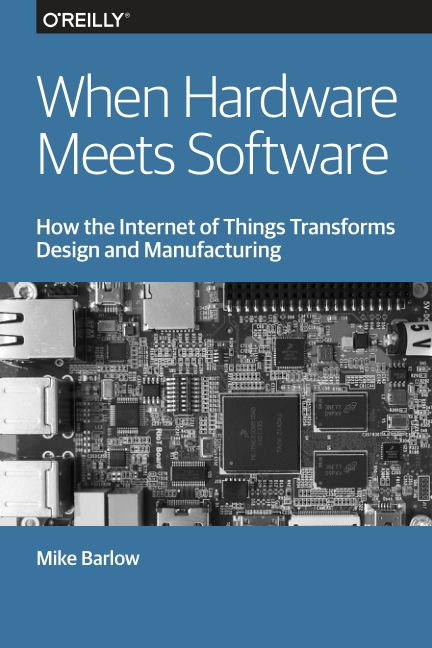 O'REILLY®
When Hardware
Meets Software
How the Internet of Things Transforms
Design and Manufacturing
Mike Barlow